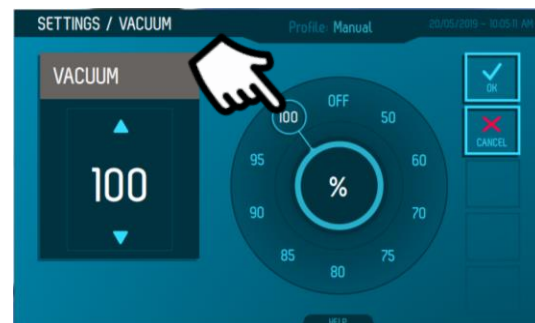 SETTINGS / VACUUM
Profile: Manual
20/05/2019 - 10:05:11 AM
VACUUM
100
OFF
50
60
70
75
80
85
90
95
100
%
OK
CANCEL
HELP